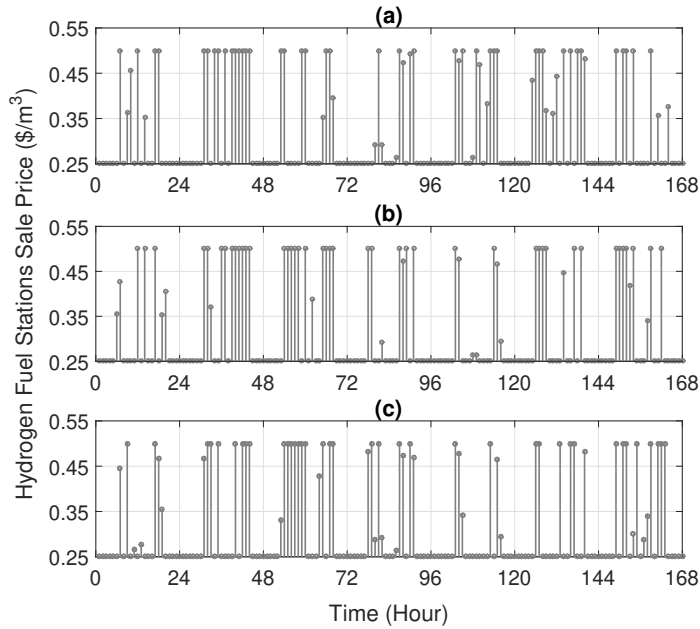 (a)
0.55
0.45
0.35
0.25
0 24 48 72 96 120 144 168
(b)
0.55
0.45
0.35
0.25
0 24 48 72 96 120 144 168
(c)
0.55
0.45
0.35
0.25
0 24 48 72 96 120 144 168
Hydrogen Fuel Stations Sale Price ($/m³)
Time (Hour)